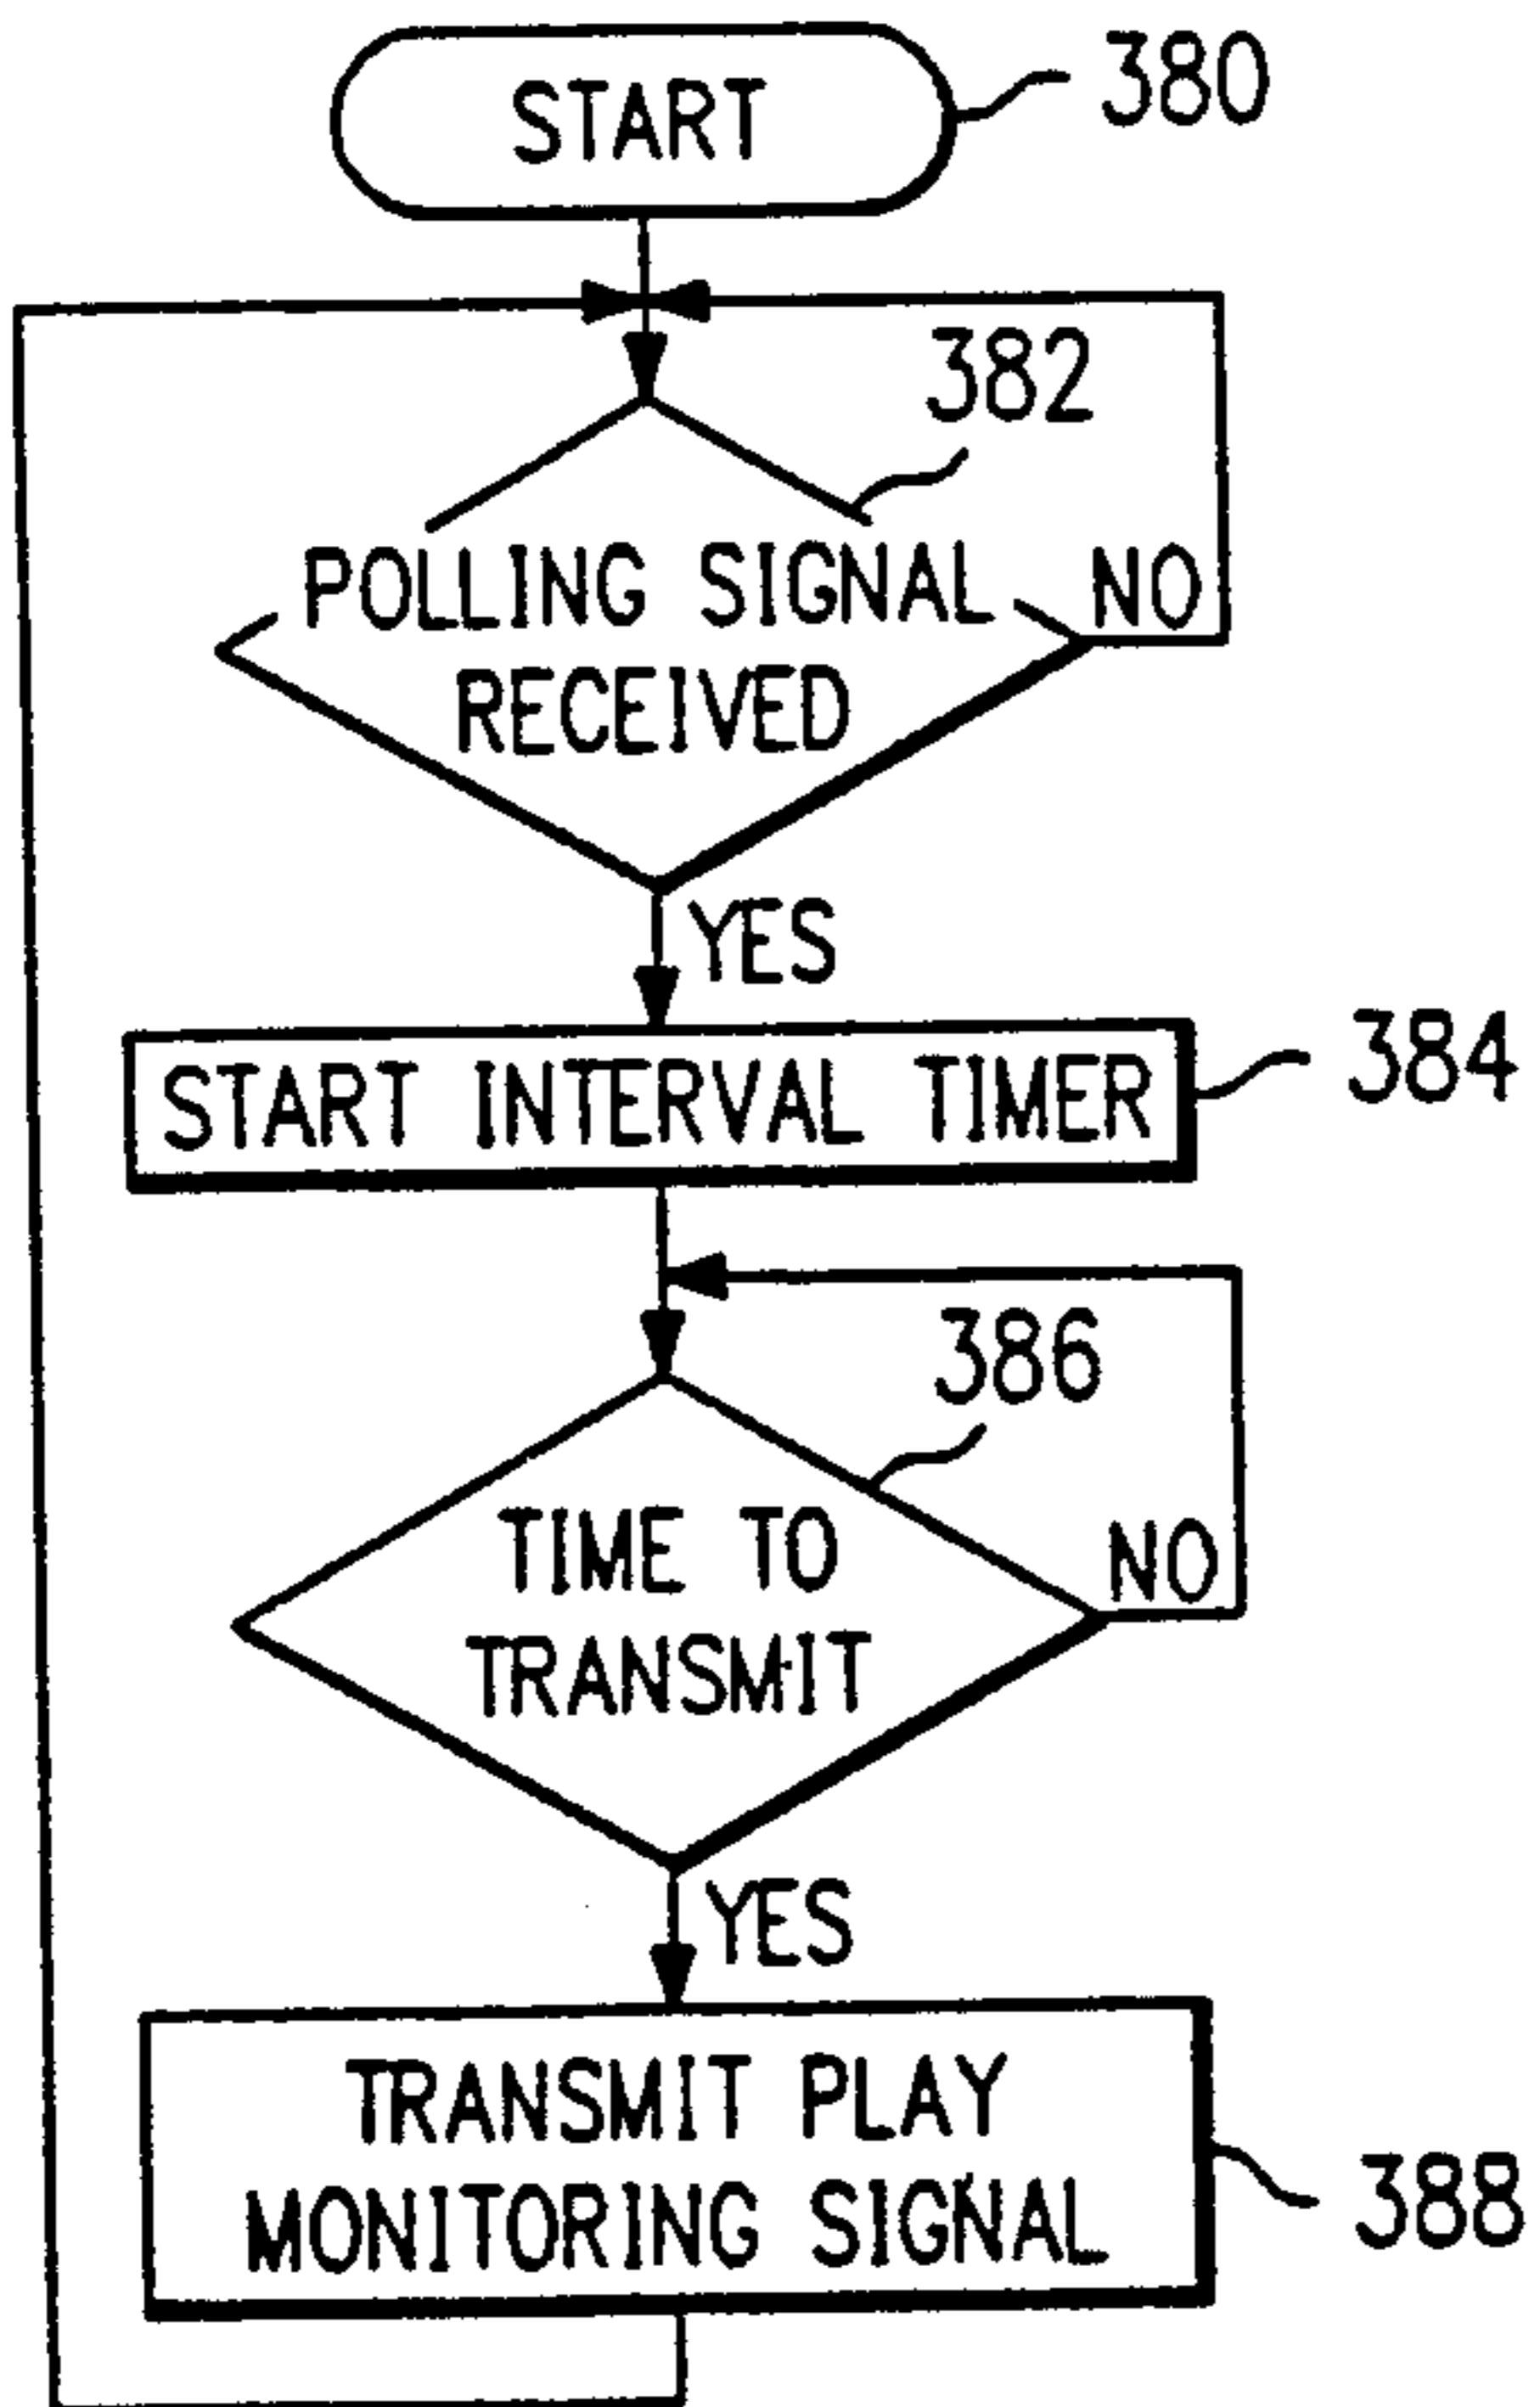 START
380
382
POLLING SIGNAL
RECEIVED
NO
YES
START INTERVAL TIMER
384
386
TIME TO
TRANSMIT
NO
YES
TRANSMIT PLAY
MONITORING SIGNAL
388